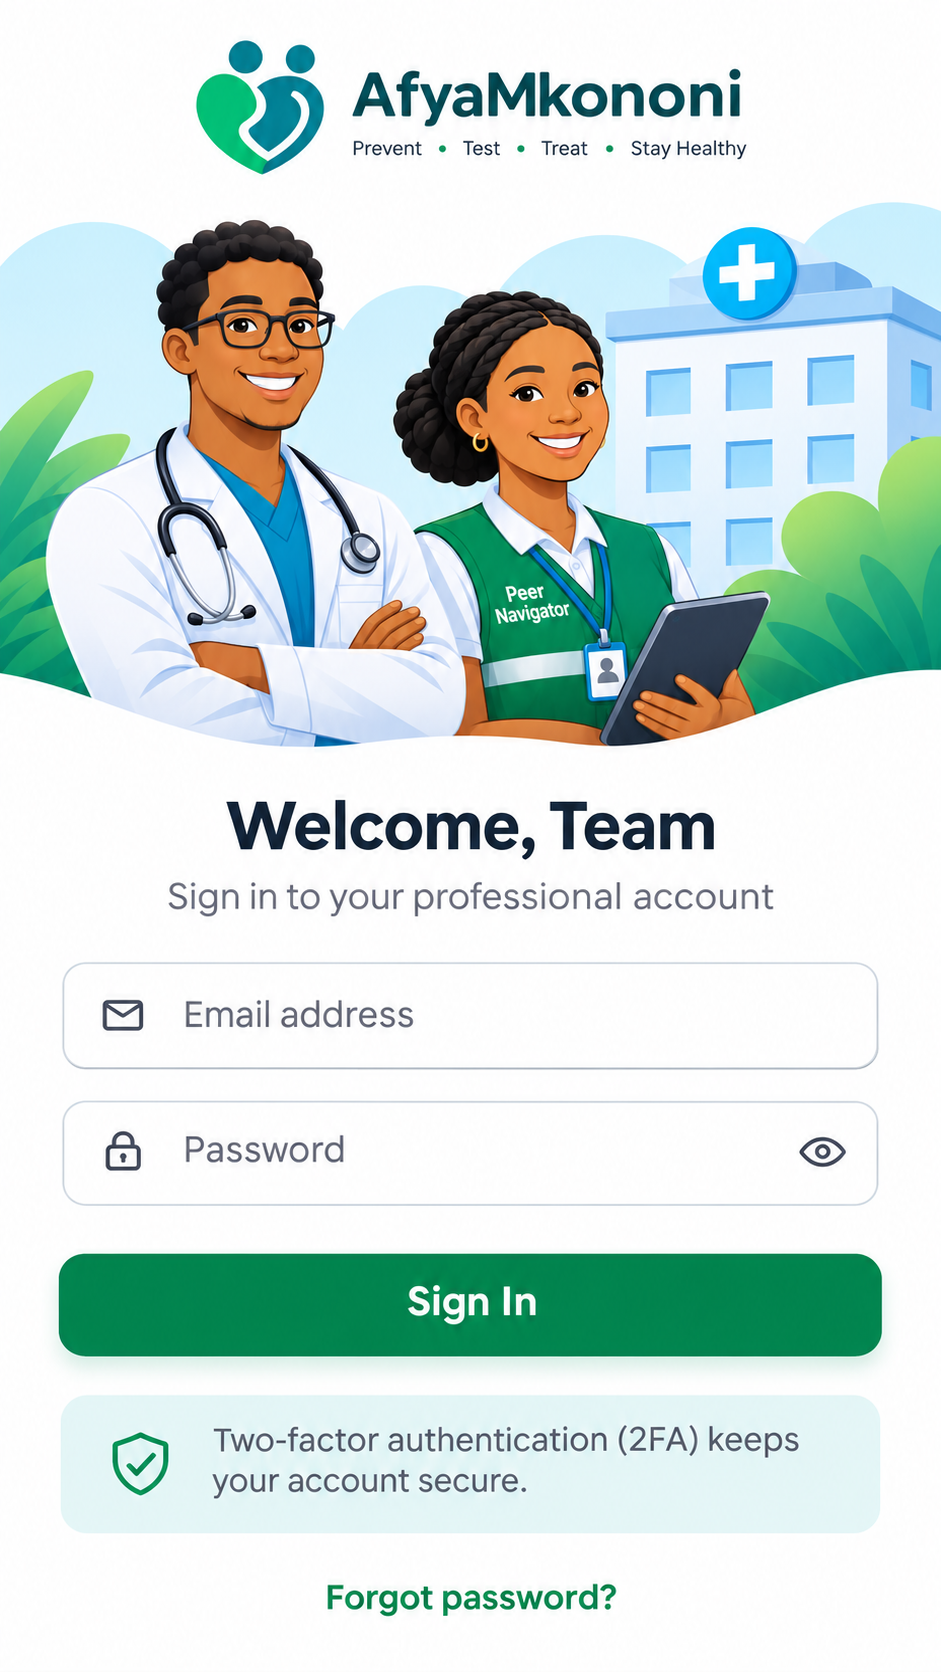 AfyaMkononi
Prevent • Test • Treat • Stay Healthy
Peer
Navigator
Welcome, Team
Sign in to your professional account
Email address
Password
Sign In
Two-factor authentication (2FA) keeps
your account secure.
Forgot password?